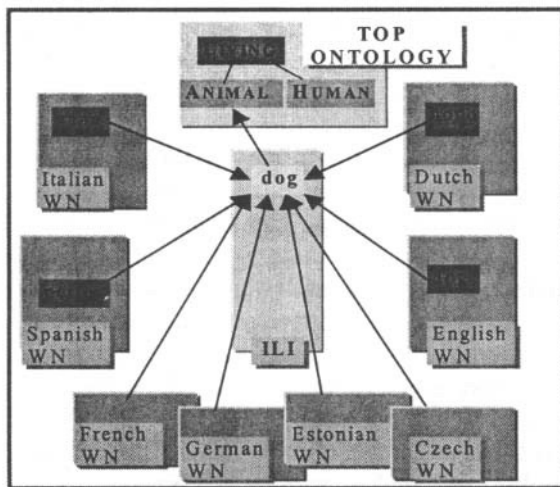 TOP
ONTOLOGY
LIVING
ANIMAL HUMAN
dog
Italian
WN
Dutch
WN
Spanish
WN
ILI
English
WN
French
WN
German
WN
Estonian
WN
Czech
WN